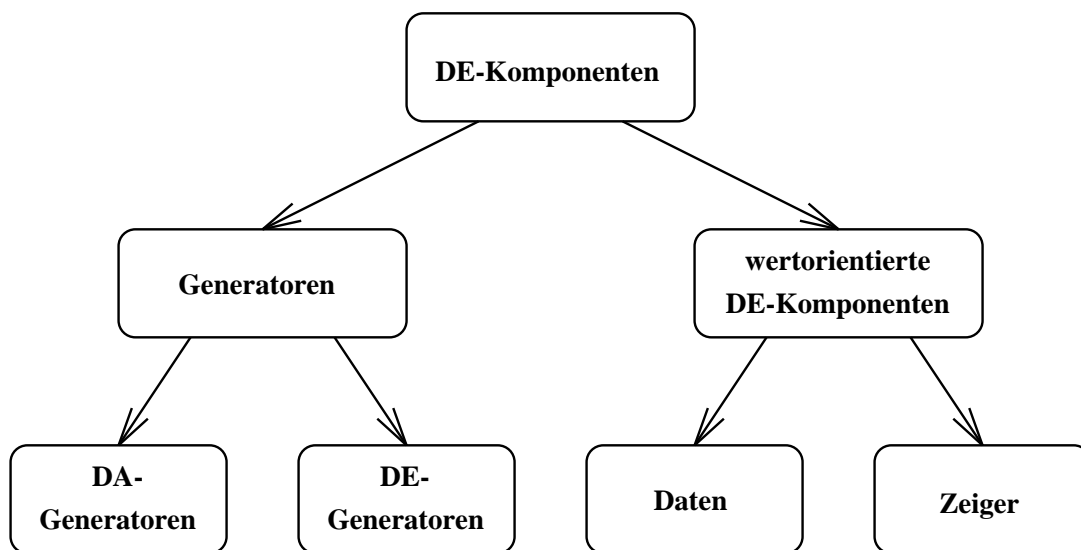 DE-Komponenten
Generatoren
wertorientierte
DE-Komponenten
DA-
Generatoren
DE-
Generatoren
Daten
Zeiger